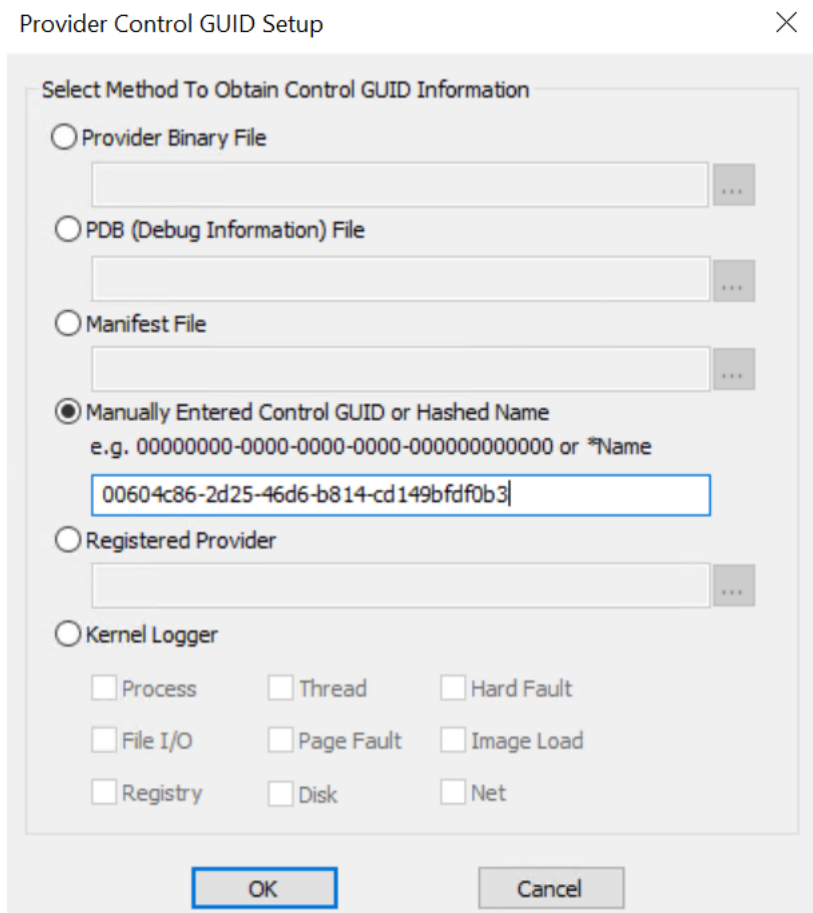 Provider Control GUID Setup
Select Method To Obtain Control GUID Information
Provider Binary File
...
PDB (Debug Information) File
...
Manifest File
...
Manually Entered Control GUID or Hashed Name
e.g. 00000000-0000-0000-0000-000000000000 or *Name
00604c86-2d25-46d6-b814-cd149bfdf0b3
Registered Provider
...
Kernel Logger
Process Thread Hard Fault
File I/O Page Fault Image Load
Registry Disk Net
OK Cancel